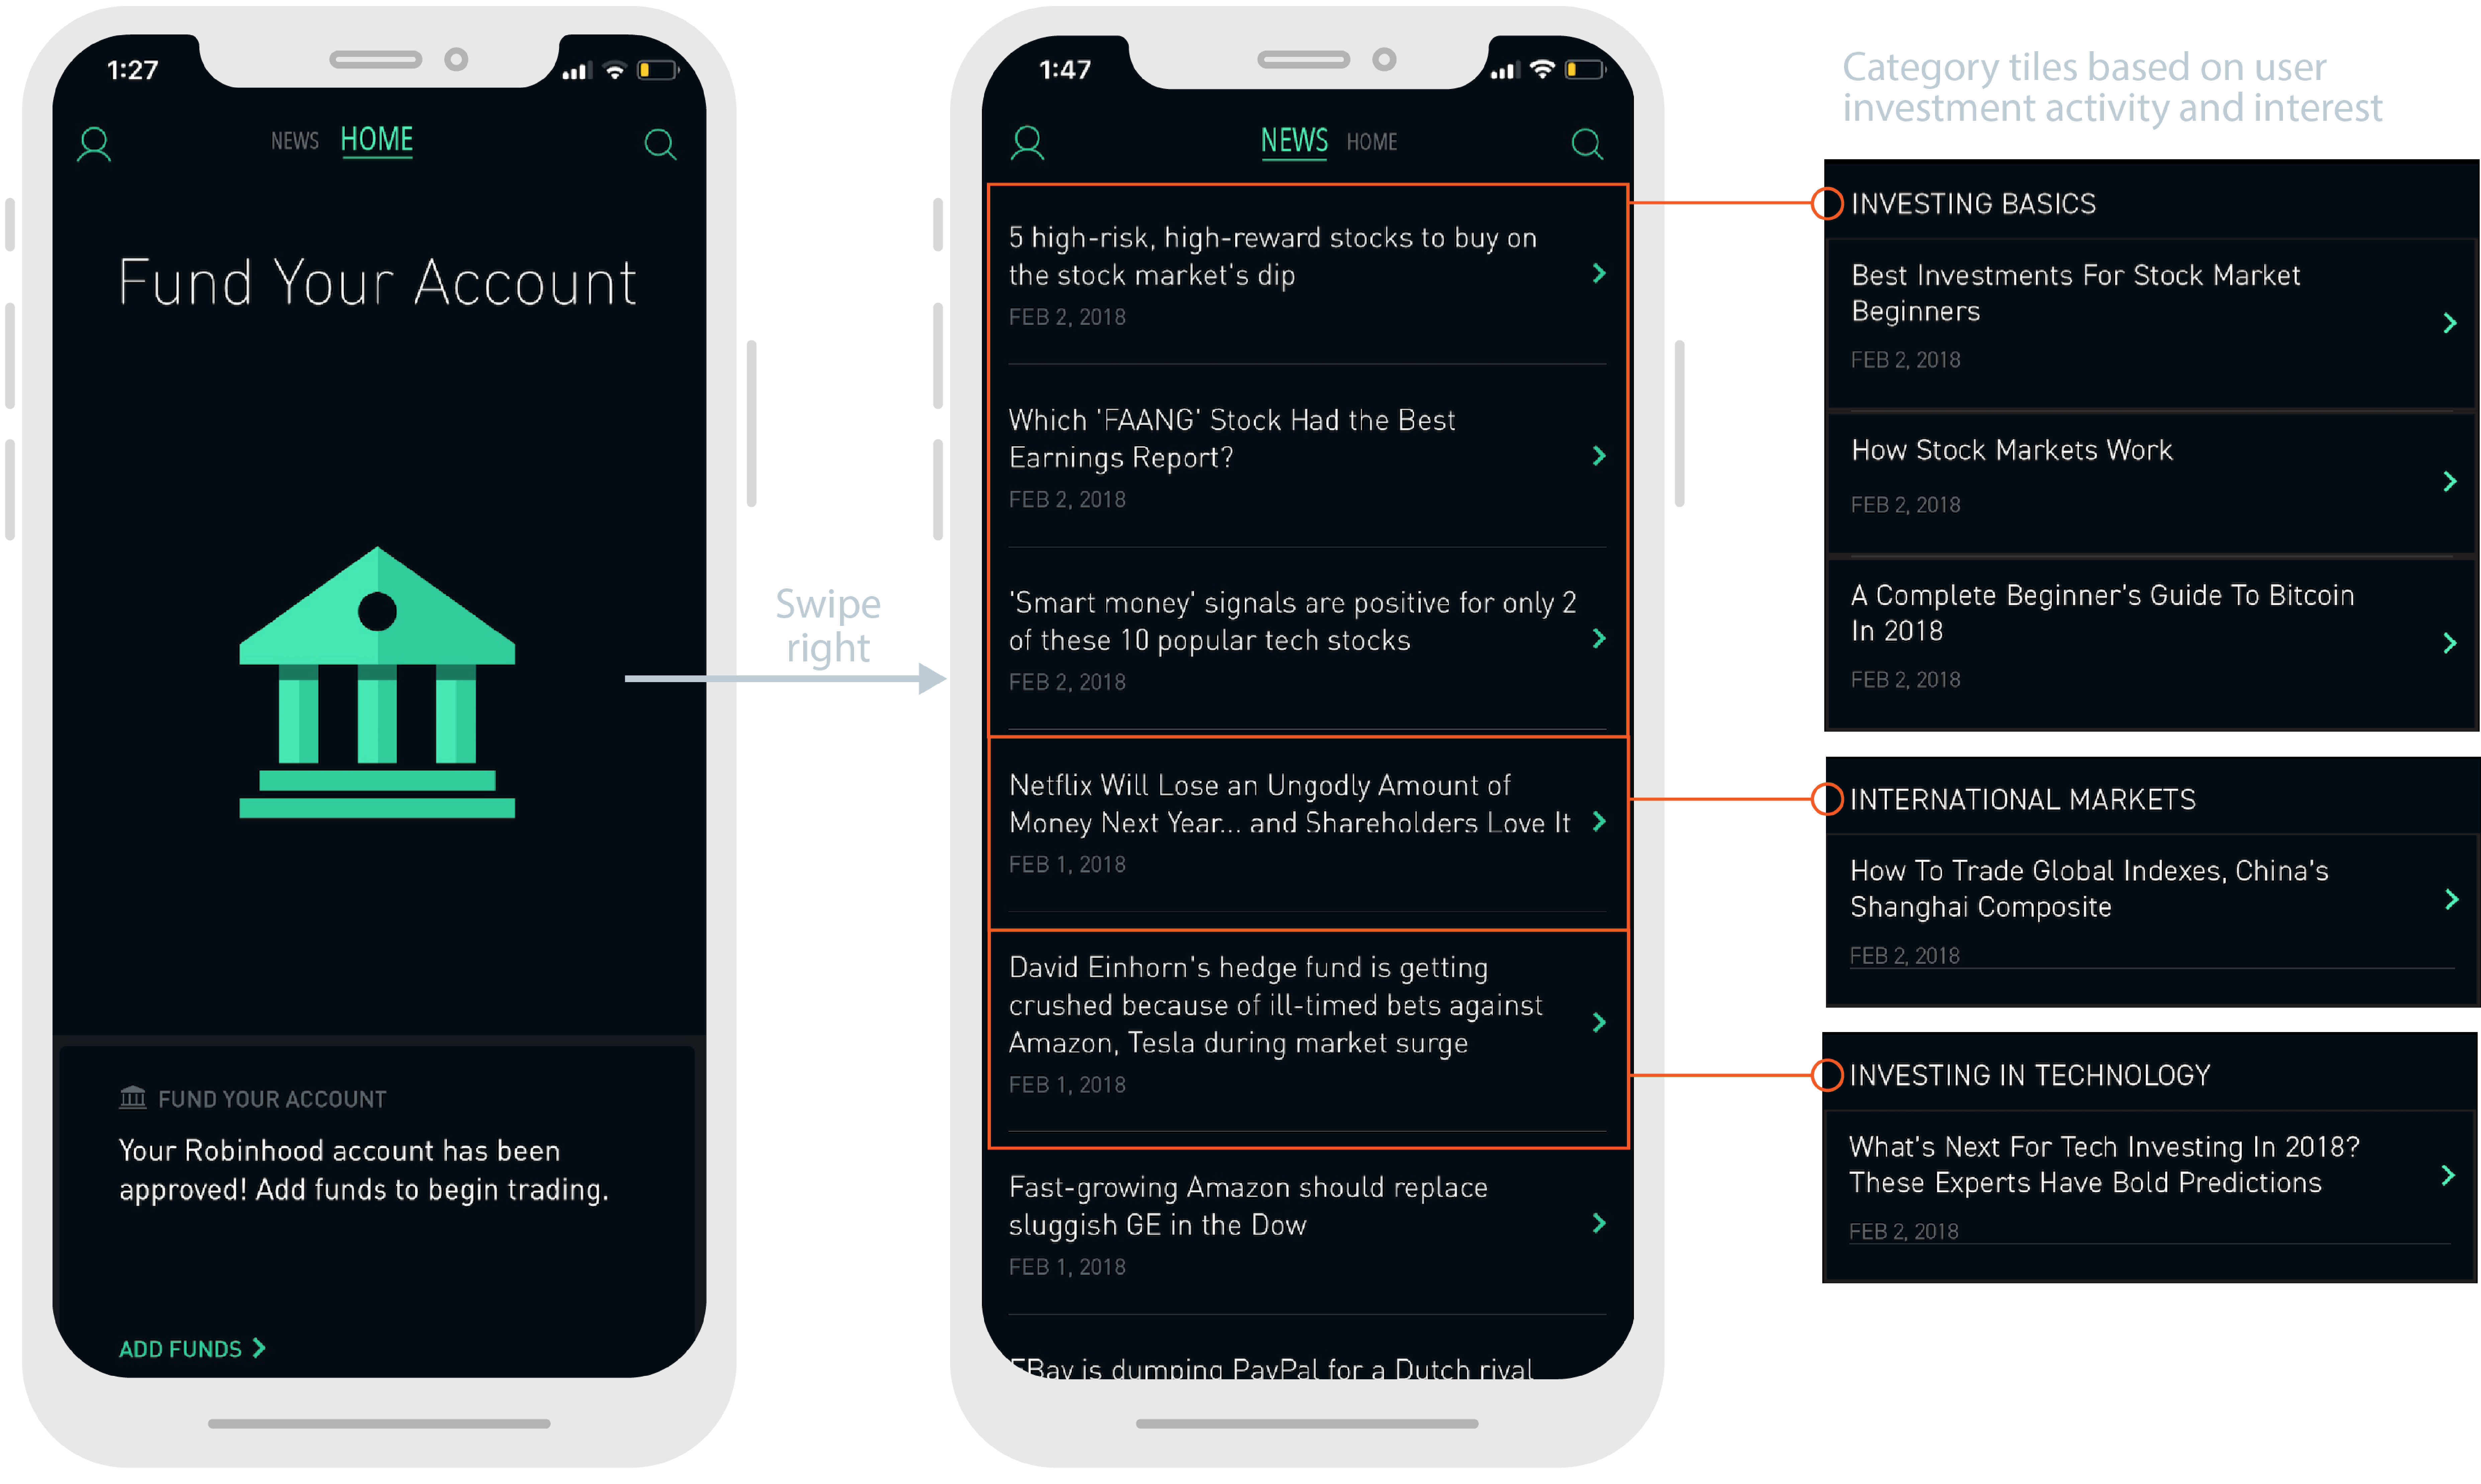 1:27
NEWS HOME
Fund Your Account
FUND YOUR ACCOUNT
Your Robinhood account has been
approved! Add funds to begin trading.
ADD FUNDS
Swipe
right
1:47
NEWS HOME
5 high-risk, high-reward stocks to buy on
the stock market's dip
FEB 2, 2018
Which 'FAANG' Stock Had the Best
Earnings Report?
FEB 2, 2018
'Smart money' signals are positive for only 2
of these 10 popular tech stocks
FEB 2, 2018
Netflix Will Lose an Ungodly Amount of
Money Next Year... and Shareholders Love It
FEB 1, 2018
David Einhorn's hedge fund is getting
crushed because of ill-timed bets against
Amazon, Tesla during market surge
FEB 1, 2018
Fast-growing Amazon should replace
sluggish GE in the Dow
FEB 1, 2018
EBay is dumping PayPal for a Dutch rival
Category tiles based on user
investment activity and interest
INVESTING BASICS
Best Investments For Stock Market
Beginners
FEB 2, 2018
How Stock Markets Work
FEB 2, 2018
A Complete Beginner's Guide To Bitcoin
In 2018
FEB 2, 2018
INTERNATIONAL MARKETS
How To Trade Global Indexes, China's
Shanghai Composite
FEB 2, 2018
INVESTING IN TECHNOLOGY
What's Next For Tech Investing In 2018?
These Experts Have Bold Predictions
FEB 2, 2018